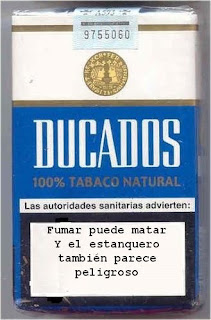 9755060
DUCADOS
100% TABACO NATURAL
Las autoridades sanitarias advierten:
Fumar puede matar
Y el estanquero
también parece
peligroso